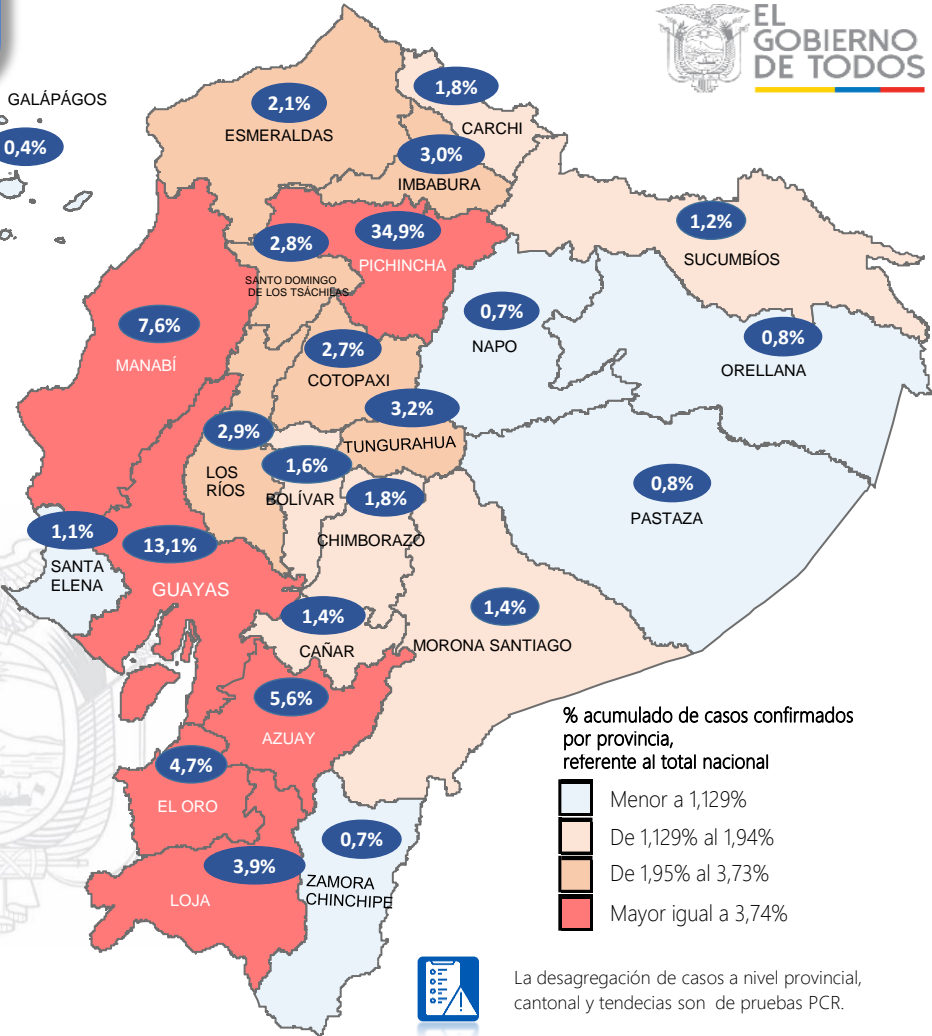 EL
GOBIERNO
DE TODOS
GALÁPÁGOS
0,4%
2,1%
ESMERALDAS
1,8%
CARCHI
3,0%
IMBABURA
1,2%
SUCUMBÍOS
2,8%
SANTO DOMINGO
DE LOS TSÁCHILAS
34,9%
PICHINCHA
7,6%
MANABÍ
0,7%
NAPO
0,8%
ORELLANA
2,7%
COTOPAXI
3,2%
TUNGURAHUA
2,9%
LOS
RÍOS
1,6%
BOLÍVAR
1,8%
CHIMBORAZO
0,8%
PASTAZA
1,1%
SANTA
ELENA
13,1%
GUAYAS
1,4%
CAÑAR
1,4%
MORONA SANTIAGO
5,6%
AZUAY
4,7%
EL ORO
3,9%
LOJA
0,7%
ZAMORA
CHINCHIPE
% acumulado de casos confirmados
por provincia,
referente al total nacional
Menor a 1,129%
De 1,129% al 1,94%
De 1,95% al 3,73%
Mayor igual a 3,74%
La desagregación de casos a nivel provincial,
cantonal y tendecias son de pruebas PCR.